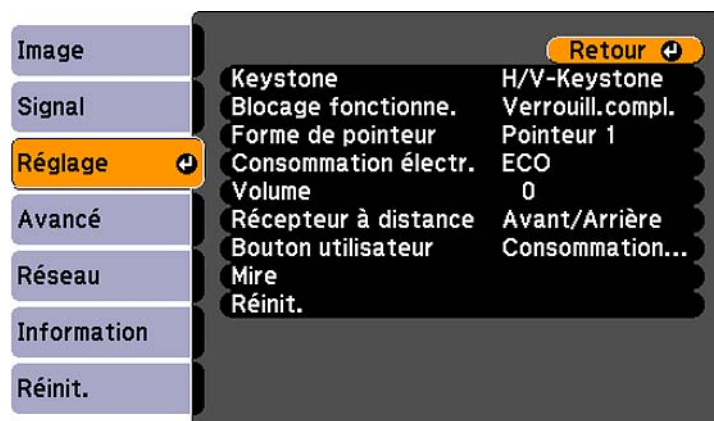 Image
Signal
Réglage
Avancé
Réseau
Information
Réinit.
Retour
Keystone H/V-Keystone
Blocage fonctionne. Verrouill.compl.
Forme de pointeur Pointeur 1
Consommation électr. ECO
Volume 0
Récepteur à distance Avant/Arrière
Bouton utilisateur Consommation...
Mire
Réinit.